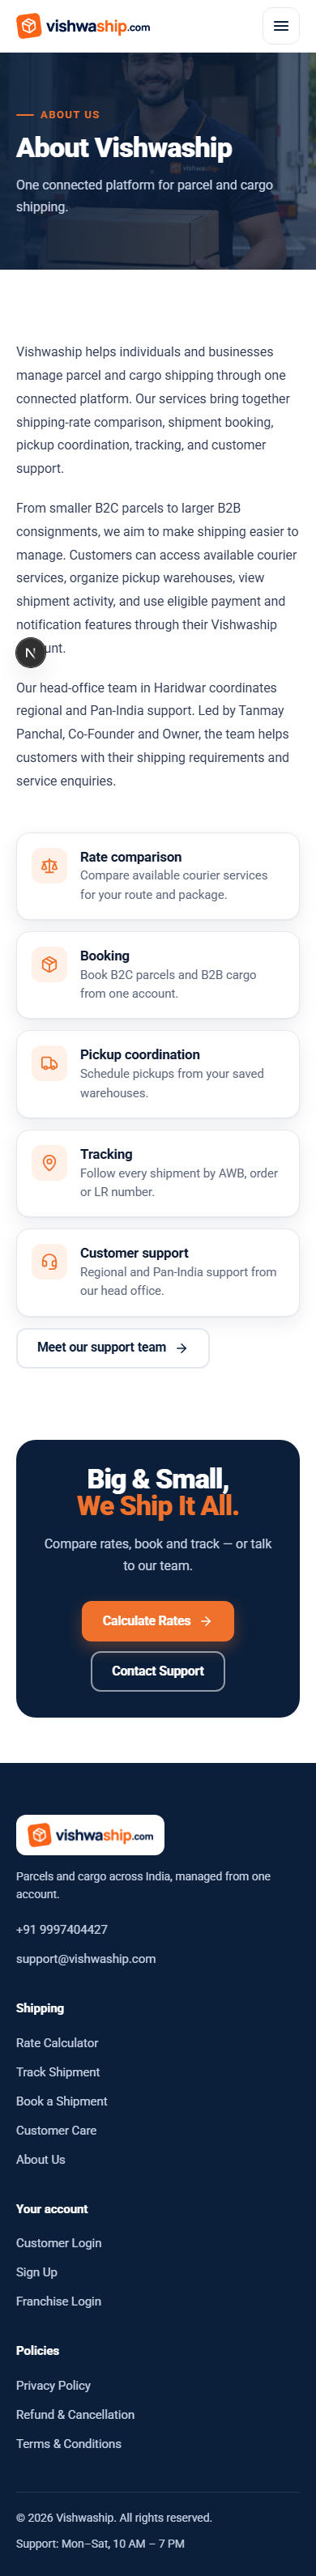 vishwaship.com
ABOUT US
About Vishwaship
One connected platform for parcel and cargo
shipping.
Vishwaship helps individuals and businesses
manage parcel and cargo shipping through one
connected platform. Our services bring together
shipping-rate comparison, shipment booking,
pickup coordination, tracking, and customer
support.
From smaller B2C parcels to larger B2B
consignments, we aim to make shipping easier to
manage. Customers can access available courier
services, organize pickup warehouses, view
shipment activity, and use eligible payment and
notification features through their Vishwaship
N
Our head-office team in Haridwar coordinates
regional and Pan-India support. Led by Tanmay
Panchal, Co-Founder and Owner, the team helps
customers with their shipping requirements and
service enquiries.
Rate comparison
Compare available courier services
for your route and package.
Booking
Book B2C parcels and B2B cargo
from one account.
Pickup coordination
Schedule pickups from your saved
warehouses.
Tracking
Follow every shipment by AWB, order
or LR number.
Customer support
Regional and Pan-India support from
our head office.
Meet our support team
Big & Small,
We Ship It All.
Compare rates, book and track — or talk
to our team.
Calculate Rates
Contact Support
vishwaship.com
Parcels and cargo across India, managed from one
account.
+91 9997404427
support@vishwaship.com
Shipping
Rate Calculator
Track Shipment
Book a Shipment
Customer Care
About Us
Your account
Customer Login
Sign Up
Franchise Login
Policies
Privacy Policy
Refund & Cancellation
Terms & Conditions
© 2026 Vishwaship. All rights reserved.
Support: Mon–Sat, 10 AM – 7 PM